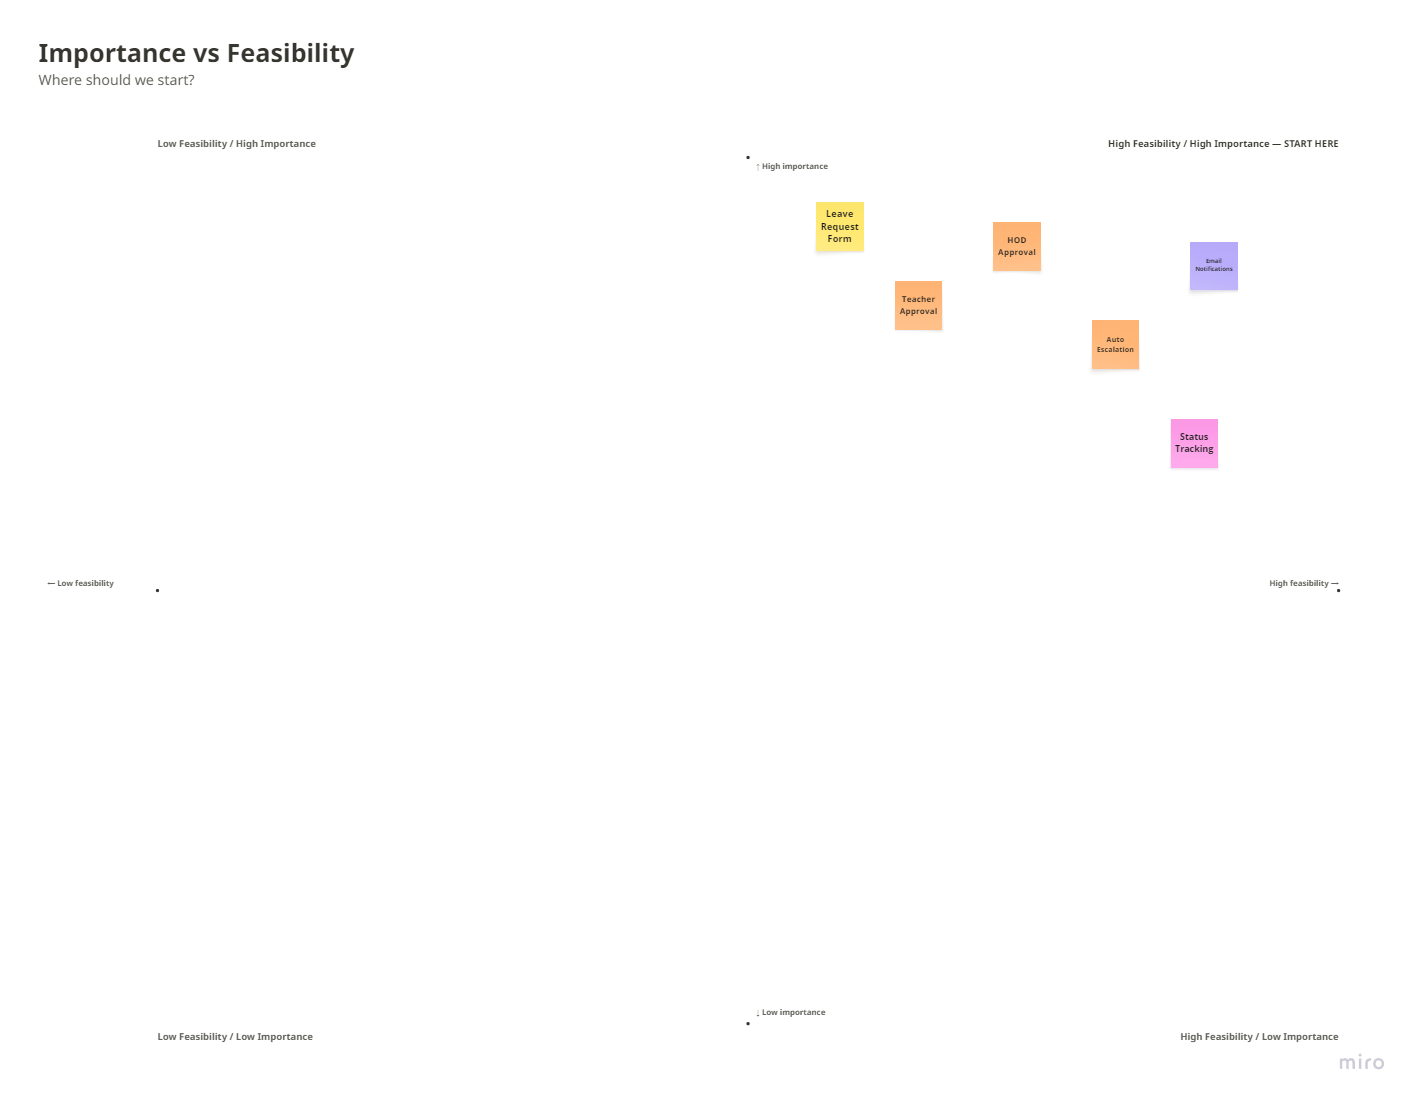 Importance vs Feasibility
Where should we start?
Low Feasibility / High Importance
High Feasibility / High Importance — START HERE
↑ High importance
Leave
Request
Form
HOD
Approval
Email
Notifications
Teacher
Approval
Auto
Escalation
Status
Tracking
← Low feasibility
High feasibility →
↓ Low importance
Low Feasibility / Low Importance
High Feasibility / Low Importance
miro